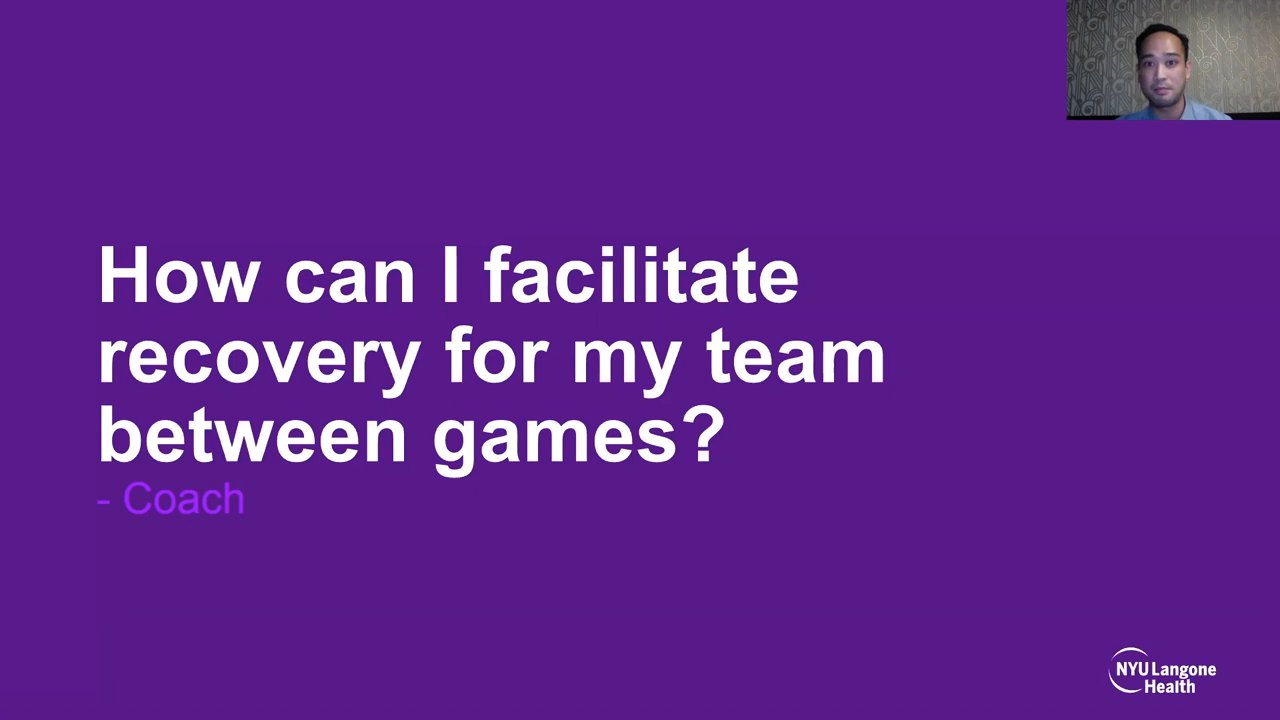 How can I facilitate
recovery for my team
between games?
- Coach
NYU Langone
Health